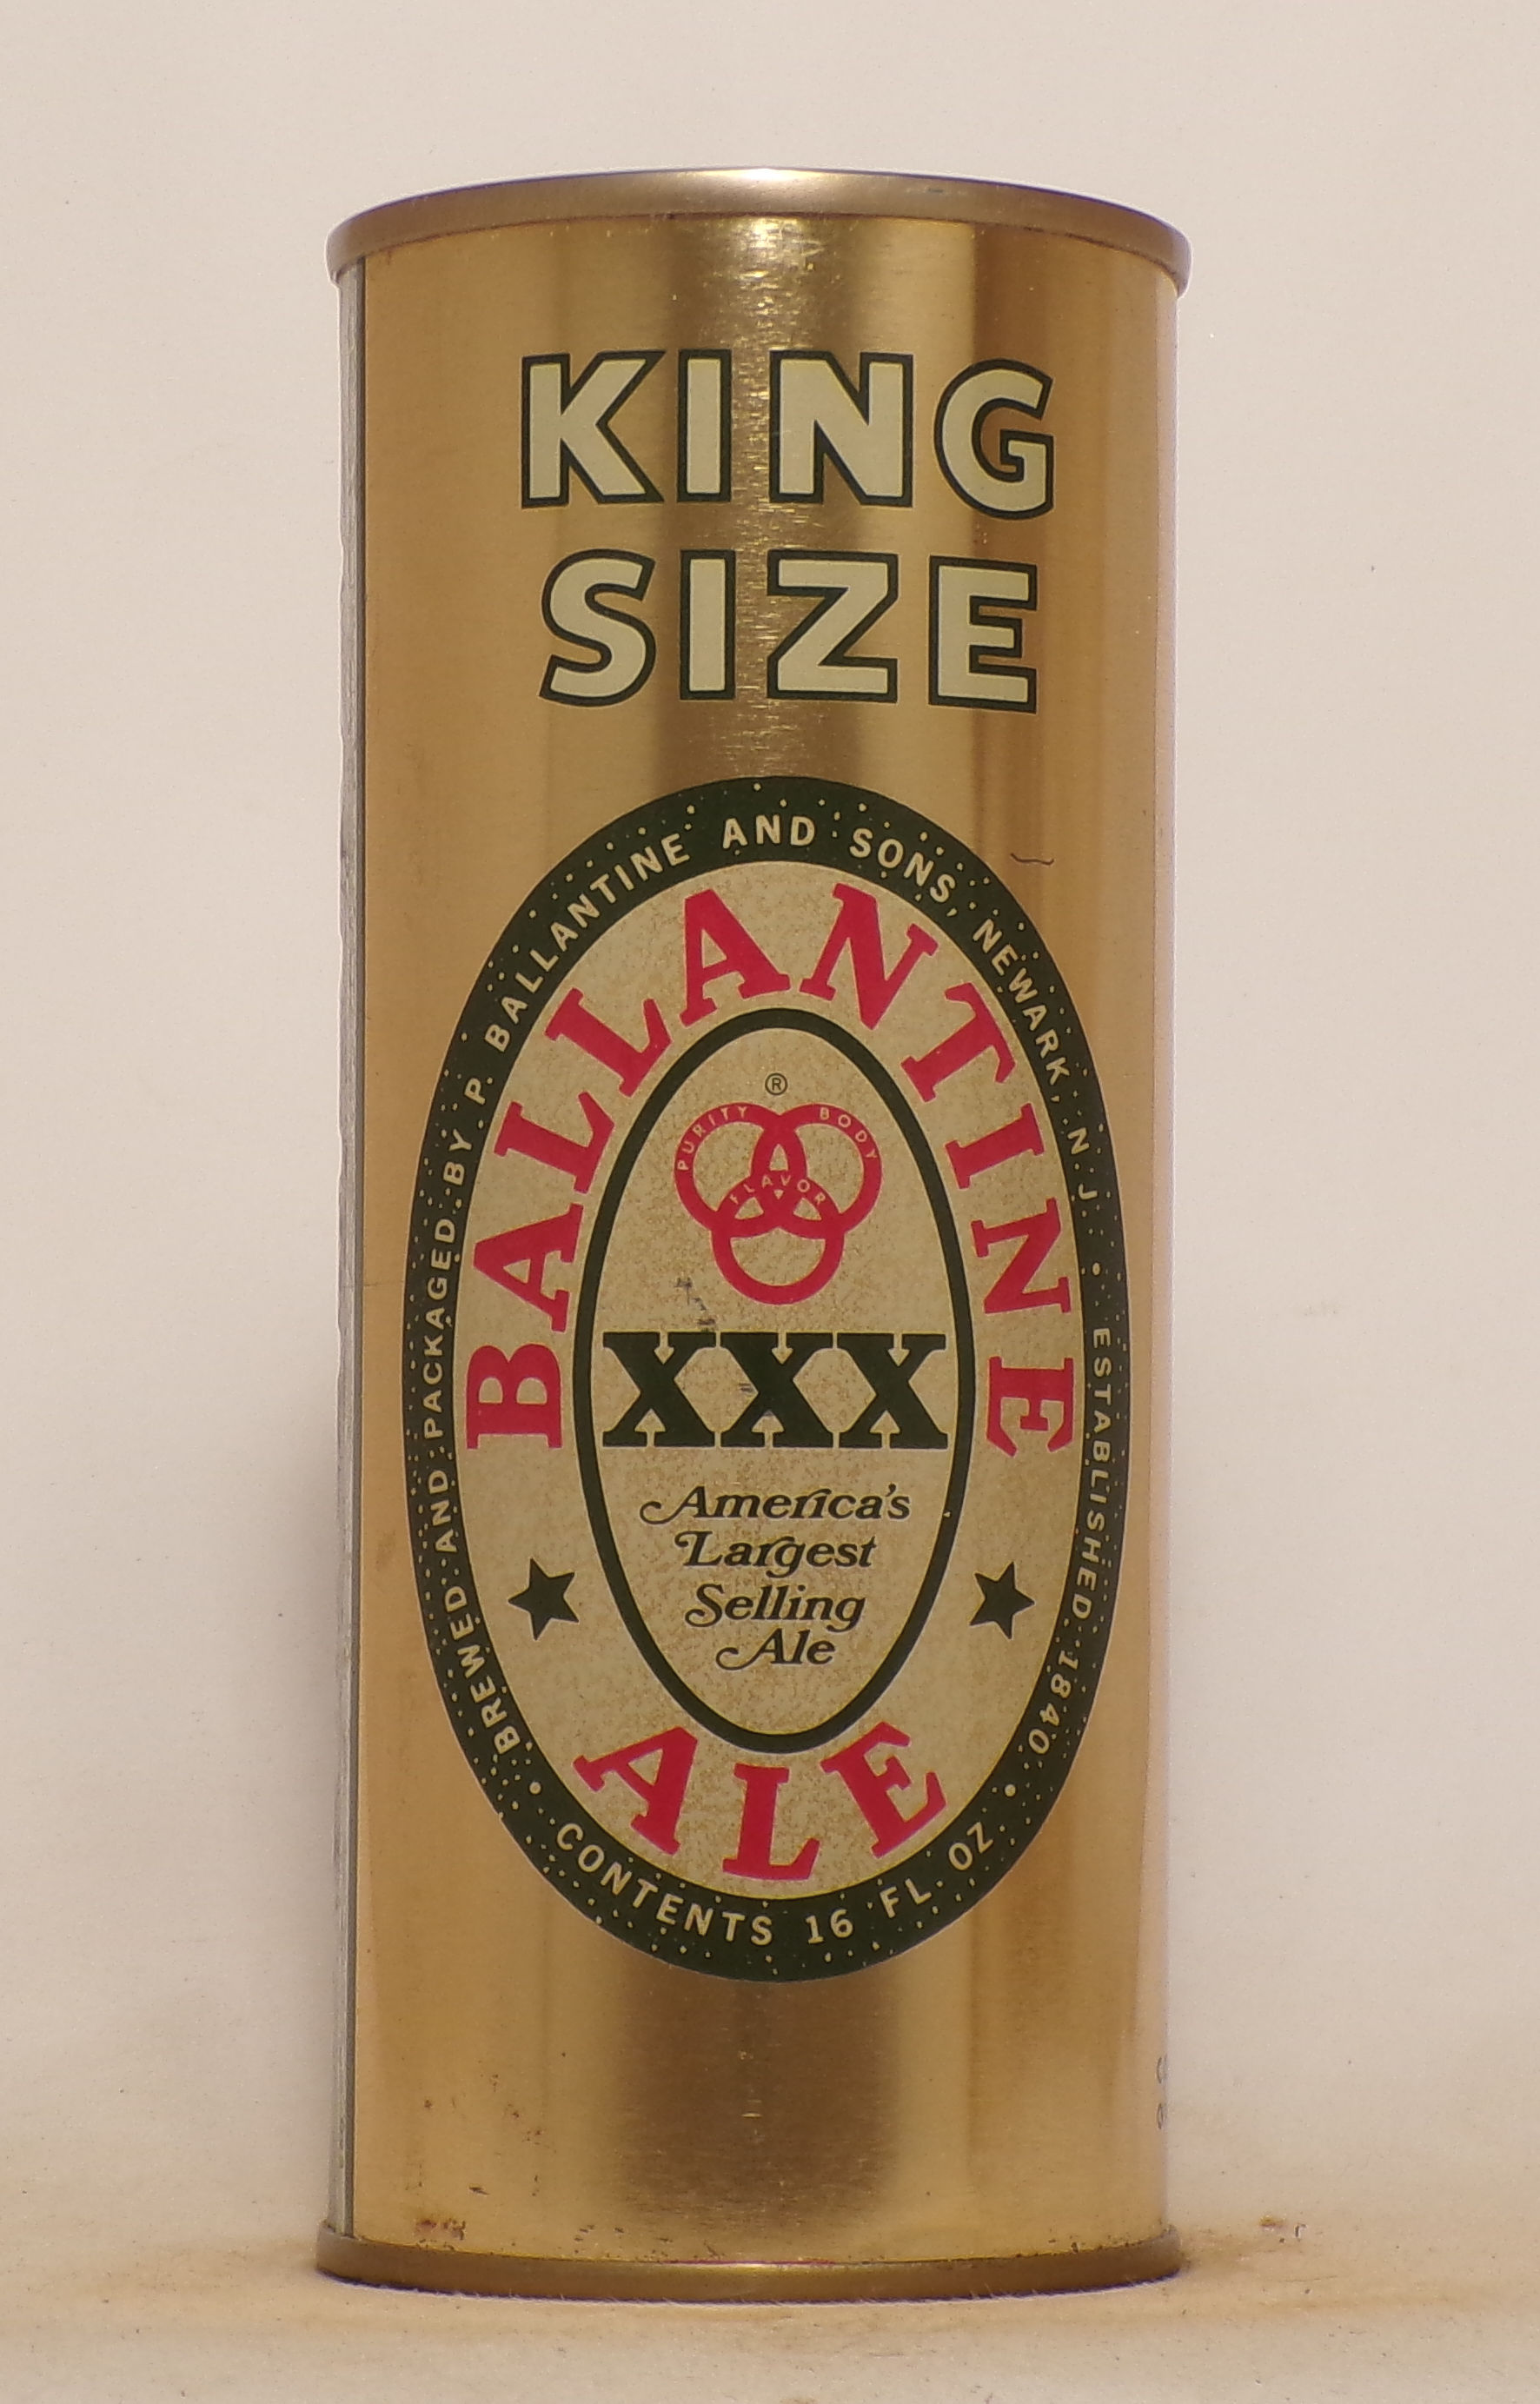 KING
SIZE
BREWED AND PACKAGED BY P. BALLANTINE AND SONS, NEWARK, N. J. • ESTABLISHED 1840 •
CONTENTS 16 FL. OZ. •
BALLANTINE
®
PURITY BODY
FLAVOR
XXX
America's
Largest
Selling
Ale
ALE